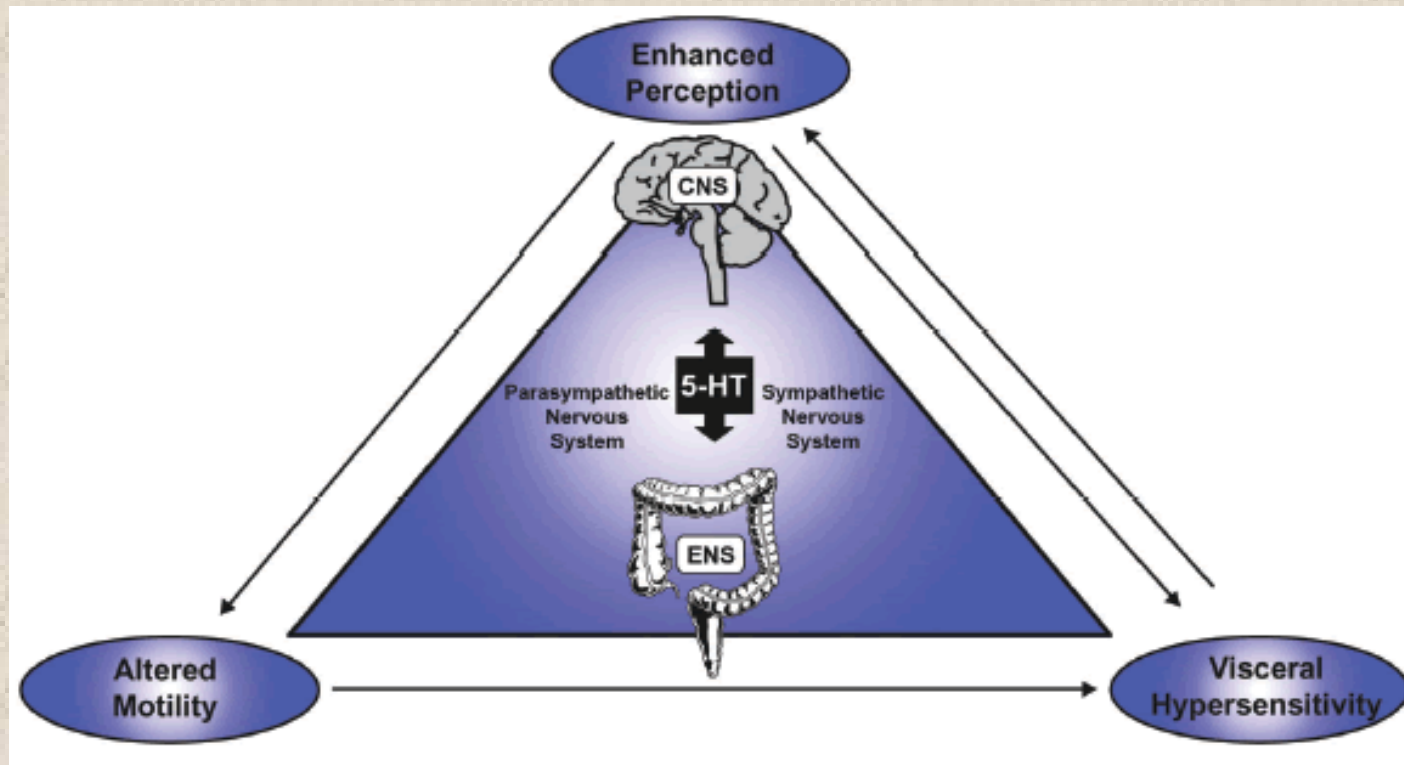 Enhanced
Perception
CNS
5-HT
Parasympathetic
Nervous
System
Sympathetic
Nervous
System
ENS
Altered
Motility
Visceral
Hypersensitivity